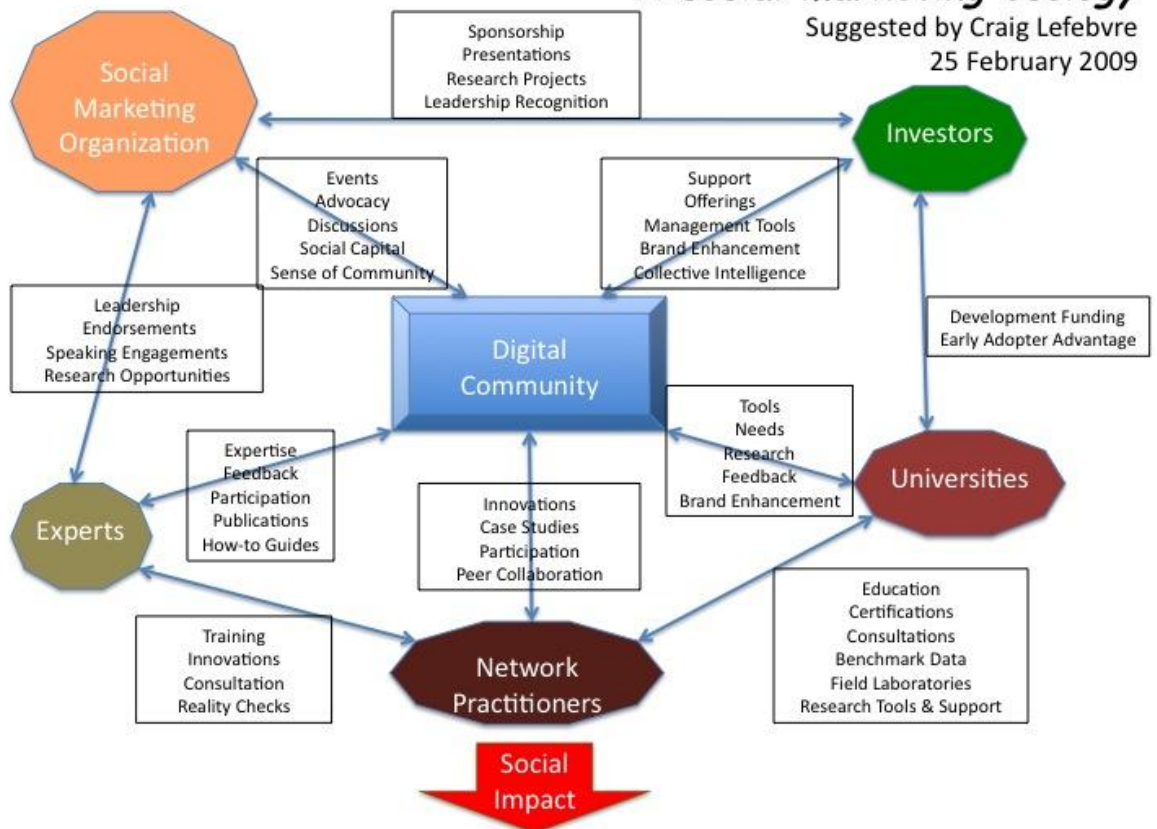 Suggested by Craig Lefebvre
25 February 2009
Social
Marketing
Organization
Sponsorship
Presentations
Research Projects
Leadership Recognition
Investors
Events
Advocacy
Discussions
Social Capital
Sense of Community
Support
Offerings
Management Tools
Brand Enhancement
Collective Intelligence
Leadership
Endorsements
Speaking Engagements
Research Opportunities
Digital
Community
Development Funding
Early Adopter Advantage
Expertise
Feedback
Participation
Publications
How-to Guides
Tools
Needs
Research
Feedback
Brand Enhancement
Universities
Experts
Innovations
Case Studies
Participation
Peer Collaboration
Training
Innovations
Consultation
Reality Checks
Network
Practitioners
Education
Certifications
Consultations
Benchmark Data
Field Laboratories
Research Tools & Support
Social
Impact